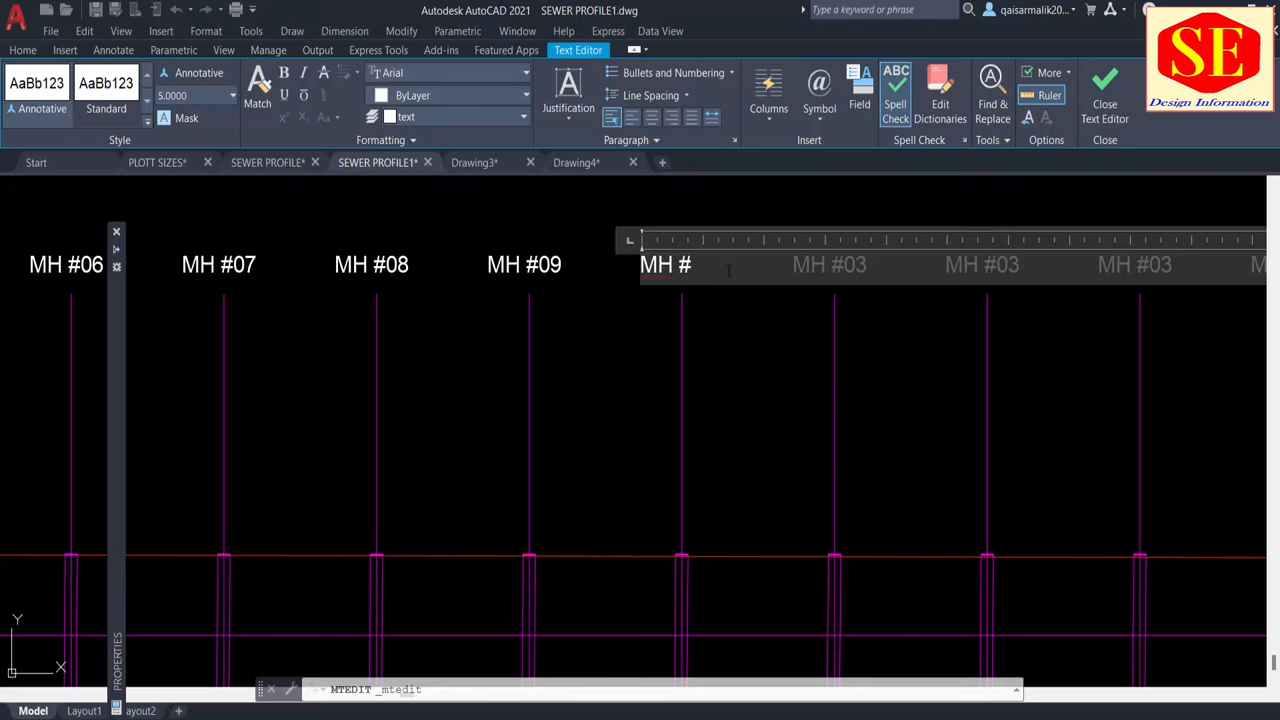 Autodesk AutoCAD 2021 SEWER PROFILE1.dwg
Type a keyword or phrase
qaisarmalik20...
File Edit View Insert Format Tools Draw Dimension Modify Parametric Window Help Express Data View
Home Insert Annotate Parametric View Manage Output Express Tools Add-ins Featured Apps Text Editor
SE
Design Information
AaBb123 AaBb123
Annotative Standard
Annotative
5.0000
Mask
Style
Match
B I A
U O
Arial
ByLayer
text
Formatting
Justification
Bullets and Numbering
Line Spacing
Paragraph
Columns
Symbol
Field
Insert
ABC
Spell
Check
Edit
Dictionaries
Spell Check
Find &
Replace
Tools
More
Ruler
Options
Close
Text Editor
Close
Start PLOTT SIZES* SEWER PROFILE* SEWER PROFILE1* Drawing3* Drawing4*
MH #06 MH #07 MH #08 MH #09 MH # MH #03 MH #03 MH #03
PROPERTIES
Y
X
MTEDIT _mtedit
Model Layout1 ayout2